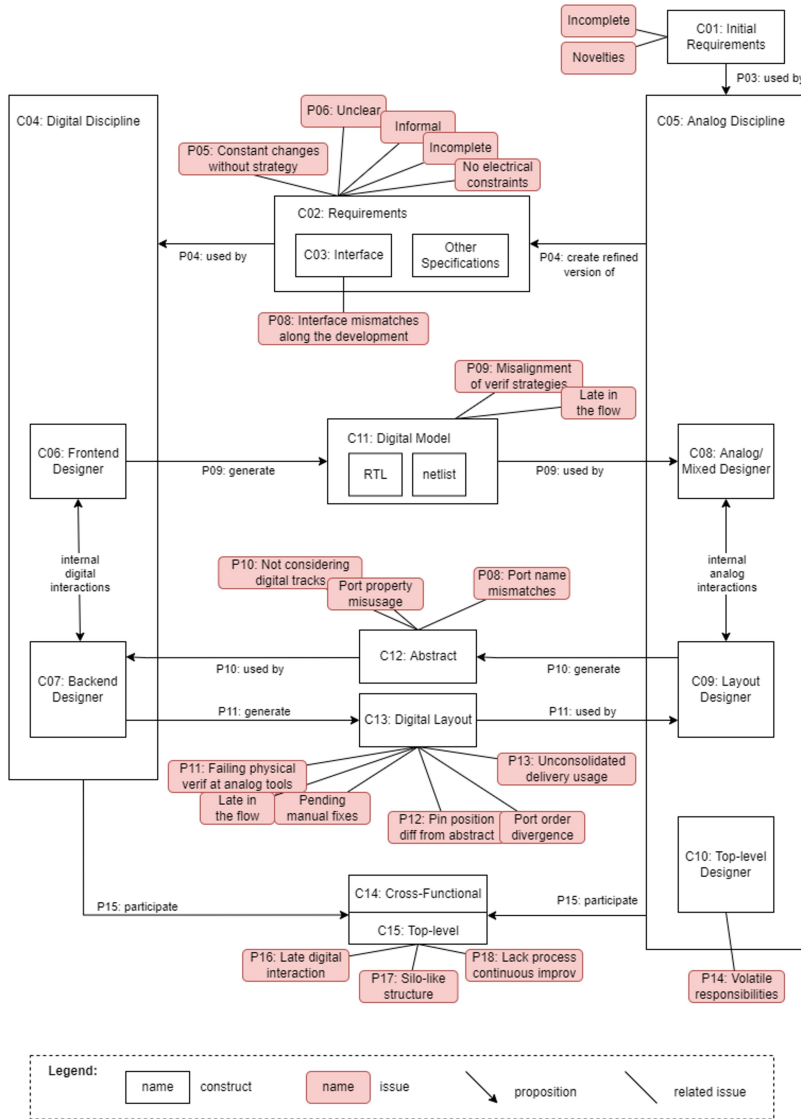 Incomplete
C01: Initial
Requirements
Novelties
P03: used by
C04: Digital Discipline
C05: Analog Discipline
P06: Unclear
Informal
P05: Constant changes
without strategy
Incomplete
No electrical
constraints
C02: Requirements
C03: Interface
Other
Specifications
P04: used by
P04: create refined
version of
P08: Interface mismatches
along the development
P09: Misalignment
of verif strategies
Late in
the flow
C06: Frontend
Designer
C11: Digital Model
RTL
netlist
C08: Analog/
Mixed Designer
P09: generate
P09: used by
internal
digital
interactions
internal
analog
interactions
P10: Not considering
digital tracks
Port property
misusage
P08: Port name
mismatches
C07: Backend
Designer
C12: Abstract
C09: Layout
Designer
P10: used by
P10: generate
P11: generate
C13: Digital Layout
P11: used by
P11: Failing physical
verif at analog tools
P13: Unconsolidated
delivery usage
Late in
the flow
Pending
manual fixes
P12: Pin position
diff from abstract
Port order
divergence
C10: Top-level
Designer
C14: Cross-Functional
C15: Top-level
P15: participate
P15: participate
P16: Late digital
interaction
P17: Silo-like
structure
P18: Lack process
continuous improv
P14: Volatile
responsibilities
Legend:
name
construct
name
issue
proposition
related issue